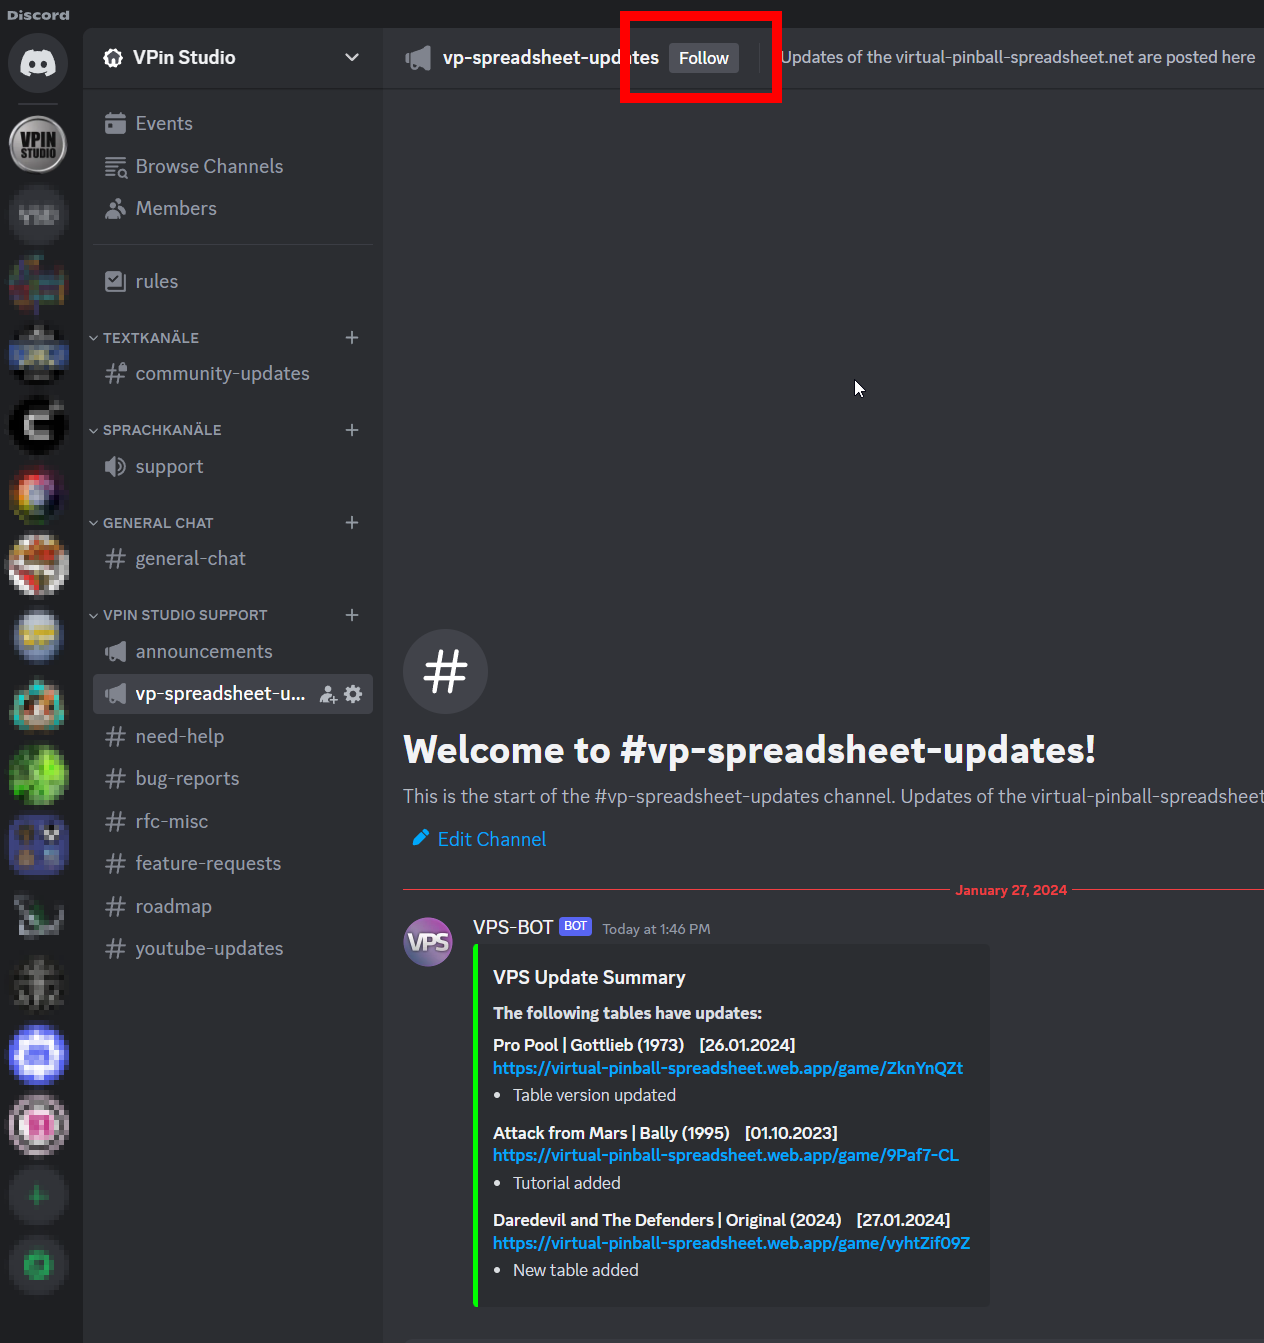 Discord
VPin Studio
vp-spreadsheet-updates Follow Updates of the virtual-pinball-spreadsheet.net are posted here
VPIN
STUDIO
Events
Browse Channels
Members
rules
TEXTKANÄLE
community-updates
SPRACHKANÄLE
support
GENERAL CHAT
general-chat
VPIN STUDIO SUPPORT
announcements
vp-spreadsheet-u...
need-help
bug-reports
rfc-misc
feature-requests
roadmap
youtube-updates
Welcome to #vp-spreadsheet-updates!
This is the start of the #vp-spreadsheet-updates channel. Updates of the virtual-pinball-spreadsheet
Edit Channel
January 27, 2024
VPS
VPS-BOT BOT Today at 1:46 PM
VPS Update Summary
The following tables have updates:
Pro Pool | Gottlieb (1973) [26.01.2024]
https://virtual-pinball-spreadsheet.web.app/game/ZknYnQZt
• Table version updated
Attack from Mars | Bally (1995) [01.10.2023]
https://virtual-pinball-spreadsheet.web.app/game/9Paf7-CL
• Tutorial added
Daredevil and The Defenders | Original (2024) [27.01.2024]
https://virtual-pinball-spreadsheet.web.app/game/vyhtZif09Z
• New table added